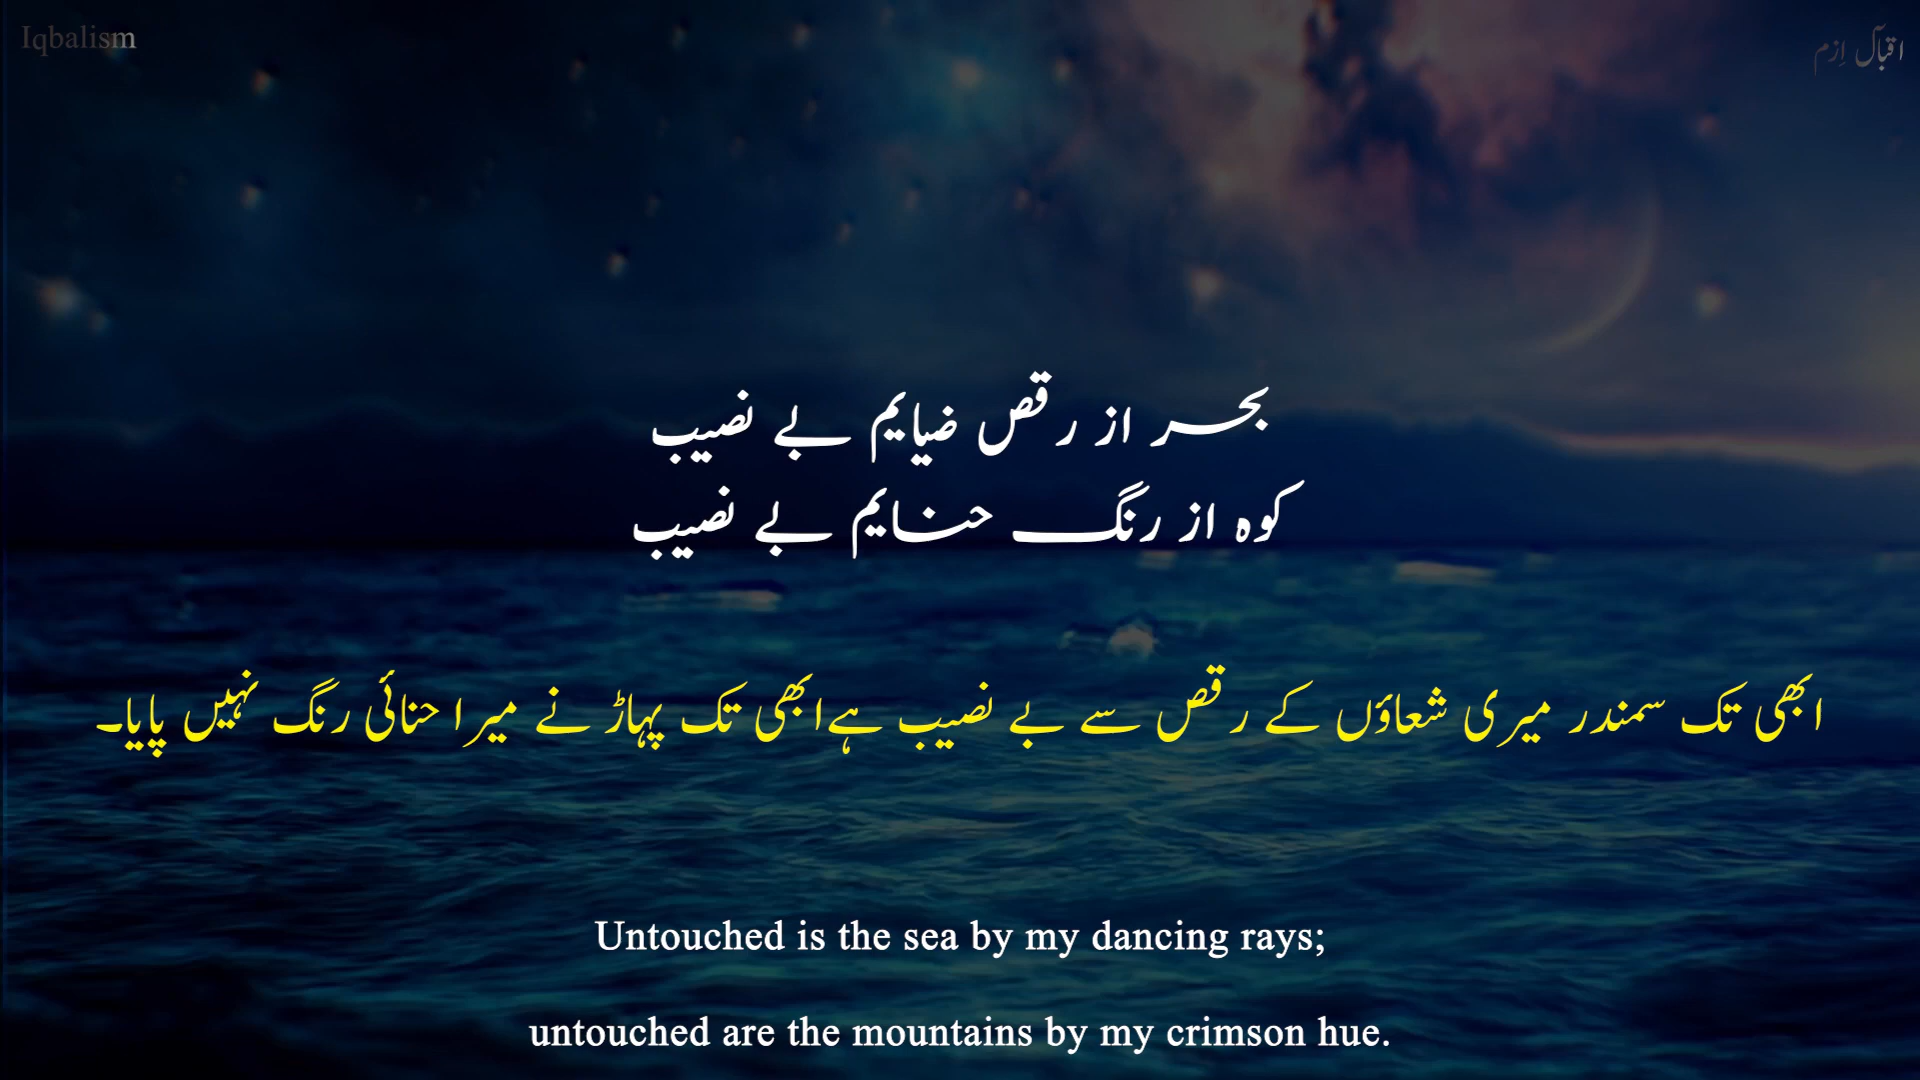 Iqbalism
اقبالؔ اِزم
بحر از رقص ضیایم بے نصیب
کوہ از رنگ حنایم بے نصیب
ابھی تک سمندر میری شعاؤں کے رقص سے بے نصیب ہےابھی تک پہاڑ نے میرا حنائی رنگ نہیں پایا۔
Untouched is the sea by my dancing rays;
untouched are the mountains by my crimson hue.